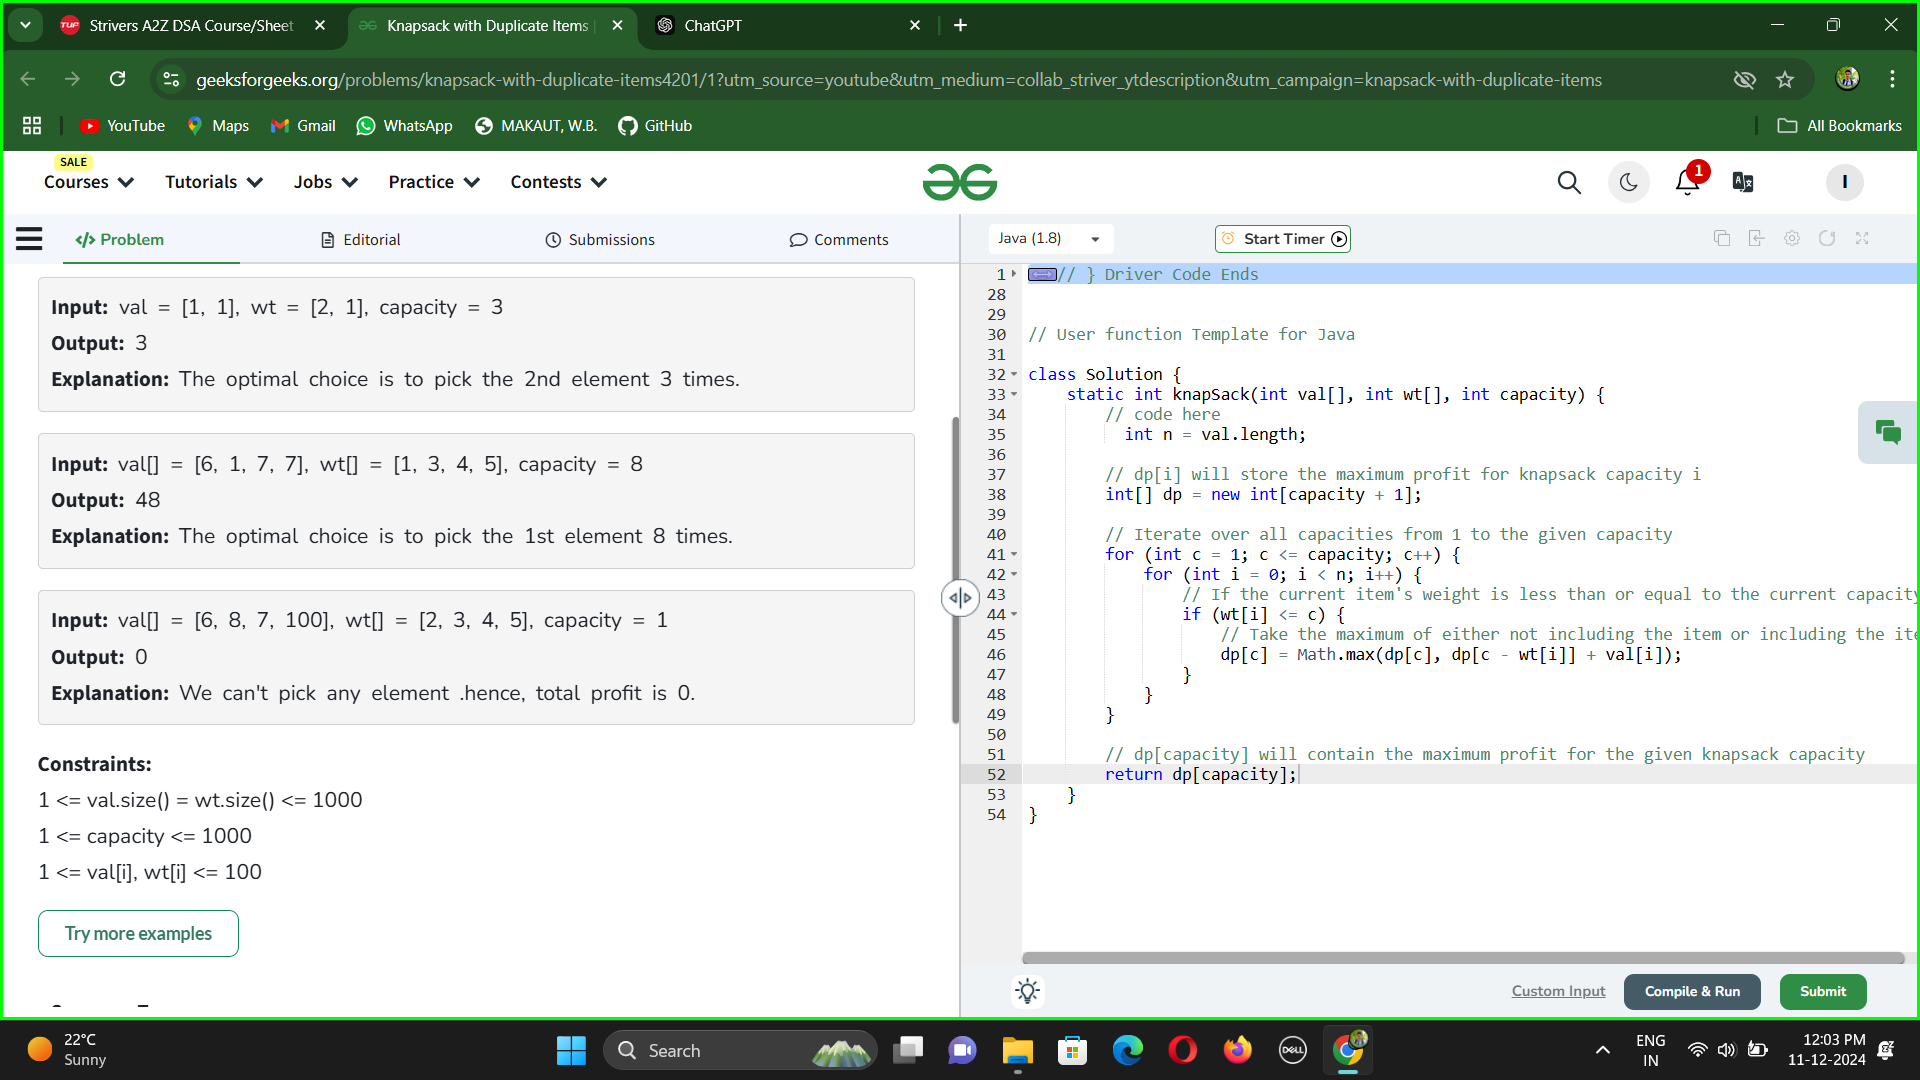 Strivers A2Z DSA Course/Sheet
Knapsack with Duplicate Items
ChatGPT
geeksforgeeks.org/problems/knapsack-with-duplicate-items4201/1?utm_source=youtube&utm_medium=collab_striver_ytdescription&utm_campaign=knapsack-with-duplicate-items
YouTube
Maps
Gmail
WhatsApp
MAKAUT, W.B.
GitHub
All Bookmarks
SALE
Courses
Tutorials
Jobs
Practice
Contests
1
I
</> Problem
Editorial
Submissions
Comments
Java (1.8)
Start Timer
Input: val = [1, 1], wt = [2, 1], capacity = 3
Output: 3
Explanation: The optimal choice is to pick the 2nd element 3 times.
Input: val[] = [6, 1, 7, 7], wt[] = [1, 3, 4, 5], capacity = 8
Output: 48
Explanation: The optimal choice is to pick the 1st element 8 times.
Input: val[] = [6, 8, 7, 100], wt[] = [2, 3, 4, 5], capacity = 1
Output: 0
Explanation: We can't pick any element .hence, total profit is 0.
Constraints:
1 <= val.size() = wt.size() <= 1000
1 <= capacity <= 1000
1 <= val[i], wt[i] <= 100
Try more examples
1 // } Driver Code Ends
28
29
30 // User function Template for Java
31
32 class Solution {
33 static int knapSack(int val[], int wt[], int capacity) {
34 // code here
35 int n = val.length;
36
37 // dp[i] will store the maximum profit for knapsack capacity i
38 int[] dp = new int[capacity + 1];
39
40 // Iterate over all capacities from 1 to the given capacity
41 for (int c = 1; c <= capacity; c++) {
42 for (int i = 0; i < n; i++) {
43 // If the current item's weight is less than or equal to the current capacity
44 if (wt[i] <= c) {
45 // Take the maximum of either not including the item or including the ite
46 dp[c] = Math.max(dp[c], dp[c - wt[i]] + val[i]);
47 }
48 }
49 }
50
51 // dp[capacity] will contain the maximum profit for the given knapsack capacity
52 return dp[capacity];
53 }
54 }
Custom Input
Compile & Run
Submit
22°C
Sunny
Search
DELL
ENG
IN
12:03 PM
11-12-2024